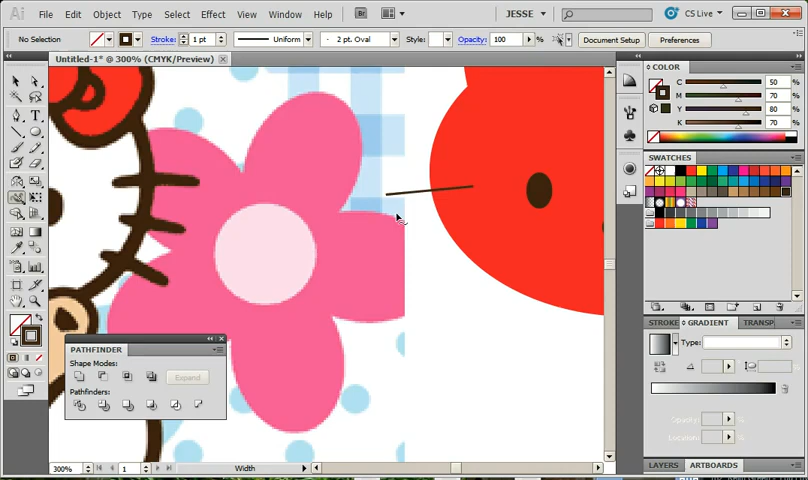 Ai File Edit Object Type Select Effect View Window Help Br JESSE CS Live
No Selection Stroke: 1 pt Uniform 2 pt. Oval Style: Opacity: 100 % Document Setup Preferences
Untitled-1* @ 300% (CMYK/Preview) ×
COLOR
C 50 %
M 70 %
Y 80 %
K 70 %
SWATCHES
PATHFINDER
Shape Modes:
Expand
Pathfinders:
STROKE GRADIENT TRANSP
Type:
%
Opacity: %
Location: %
LAYERS ARTBOARDS
300% 1 Width